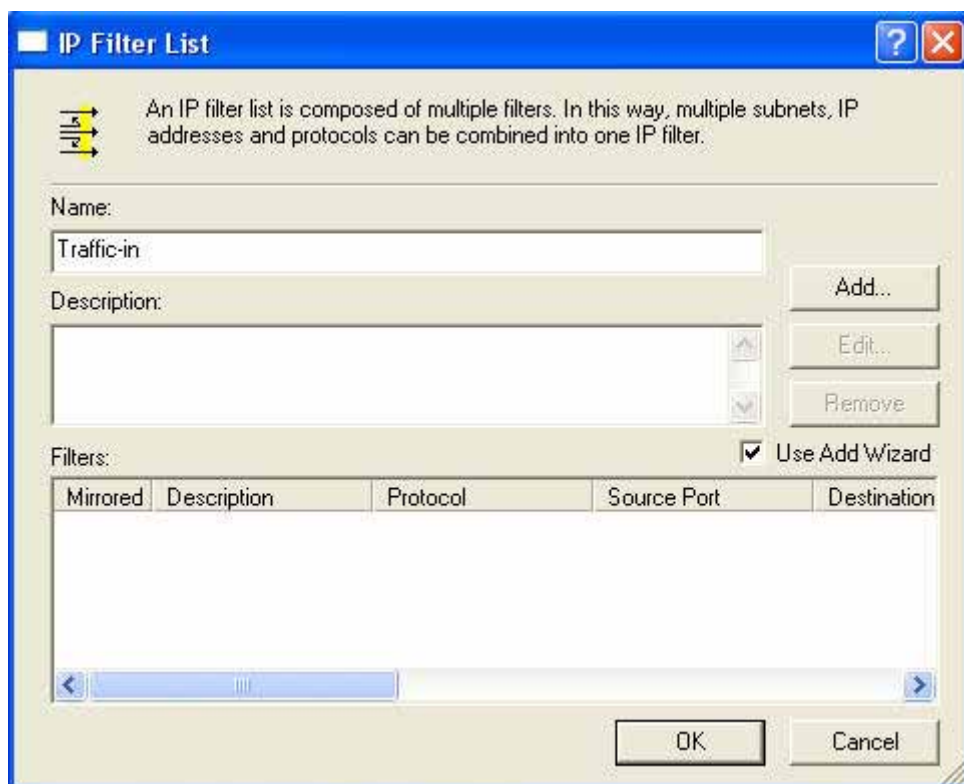 IP Filter List
An IP filter list is composed of multiple filters. In this way, multiple subnets, IP
addresses and protocols can be combined into one IP filter.
Name:
Traffic-in
Add...
Description:
Edit...
Remove
Filters:
Use Add Wizard
Mirrored Description Protocol Source Port Destination
OK Cancel